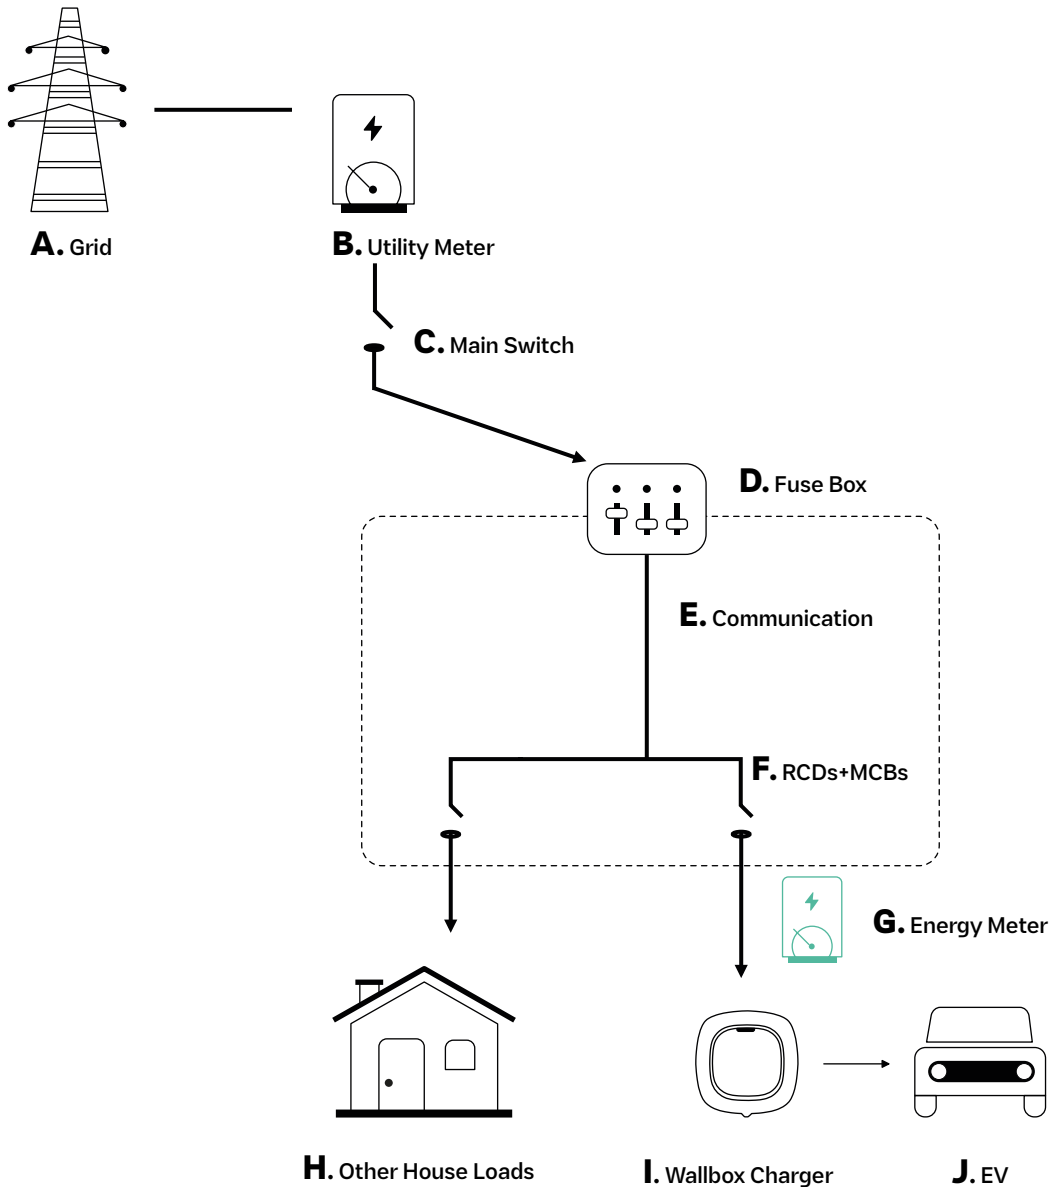 A. Grid
B. Utility Meter
C. Main Switch
D. Fuse Box
E. Communication
F. RCDs+MCBs
G. Energy Meter
H. Other House Loads
I. Wallbox Charger
J. EV